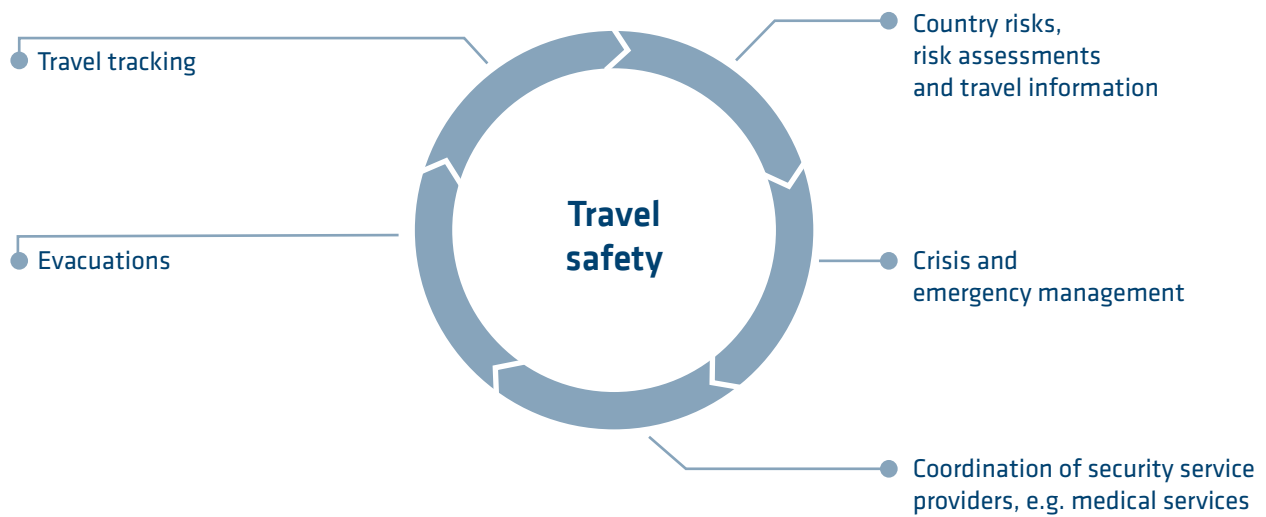 Travel tracking
Evacuations
Travel
safety
Country risks,
risk assessments
and travel information
Crisis and
emergency management
Coordination of security service
providers, e.g. medical services